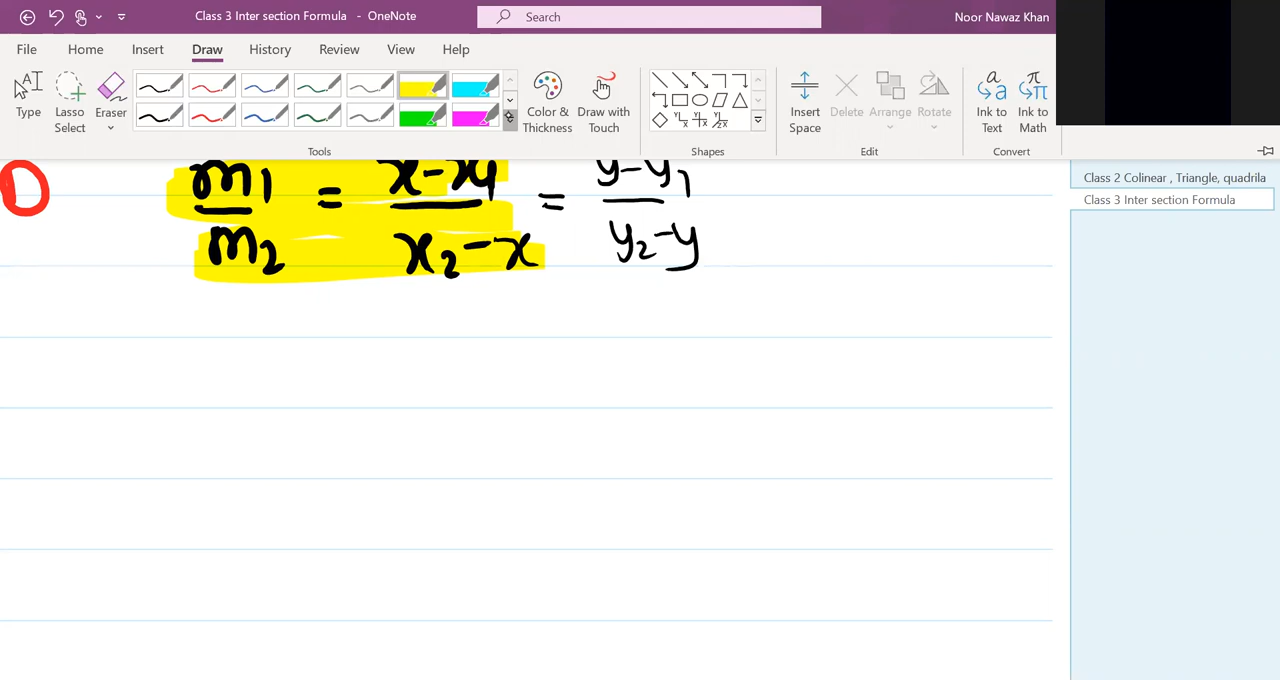 Class 3 Inter section Formula - OneNote
Search
Noor Nawaz Khan
File Home Insert Draw History Review View Help
Type
Lasso Select
Eraser
Color & Thickness
Draw with Touch
Insert Space
Delete
Arrange
Rotate
Ink to Text
Ink to Math
Tools
Shapes
Edit
Convert
Class 2 Colinear , Triangle, quadrila
Class 3 Inter section Formula
m1 = x-x1 = y-y1
m2 x2-x y2-y